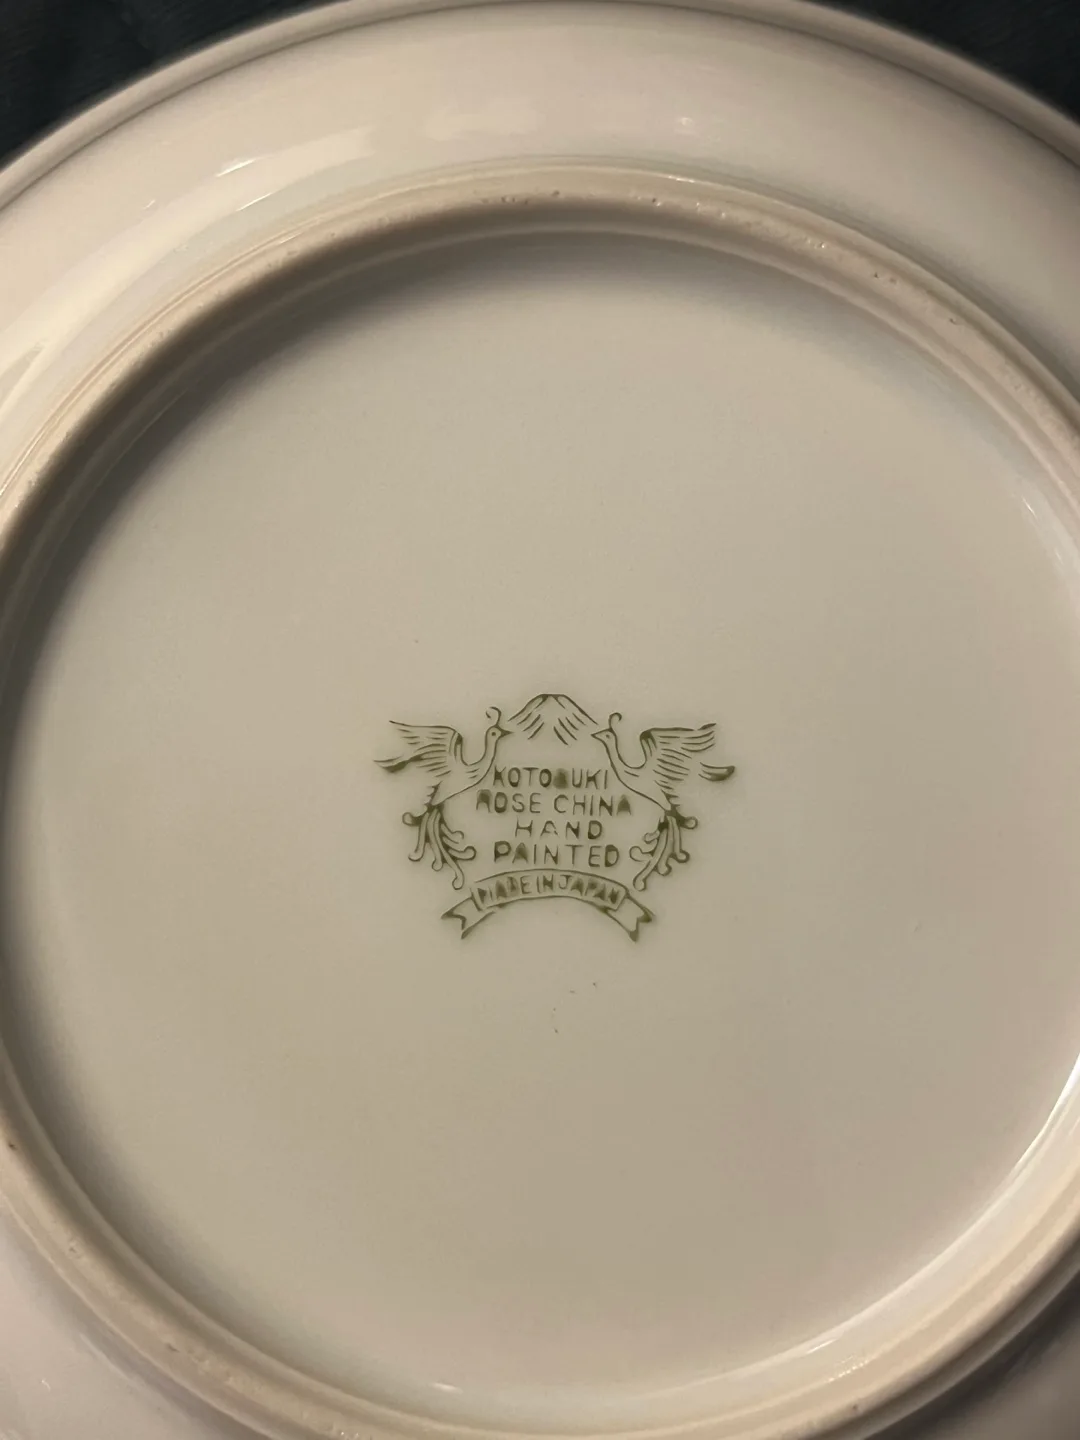 KOTOBUKI
ROSE CHINA
HAND
PAINTED
MADE IN JAPAN